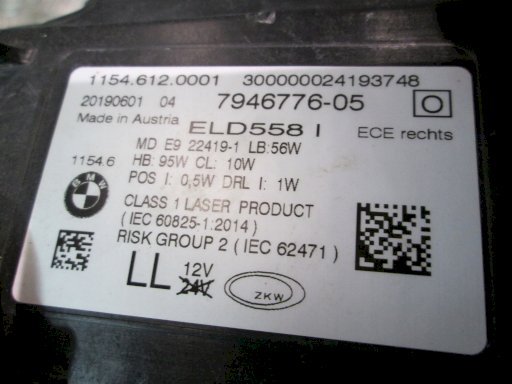 1154.612.0001 300000024193748
20190601 04 7946776-05
Made in Austria ELD558 I ECE rechts
MD E9 22419-1 LB:56W
1154.6 HB: 95W CL: 10W
POS I: 0,5W DRL I: 1W
BMW
CLASS 1 LASER PRODUCT
(IEC 60825-1:2014)
RISK GROUP 2 (IEC 62471)
LL 12V
24V
ZKW